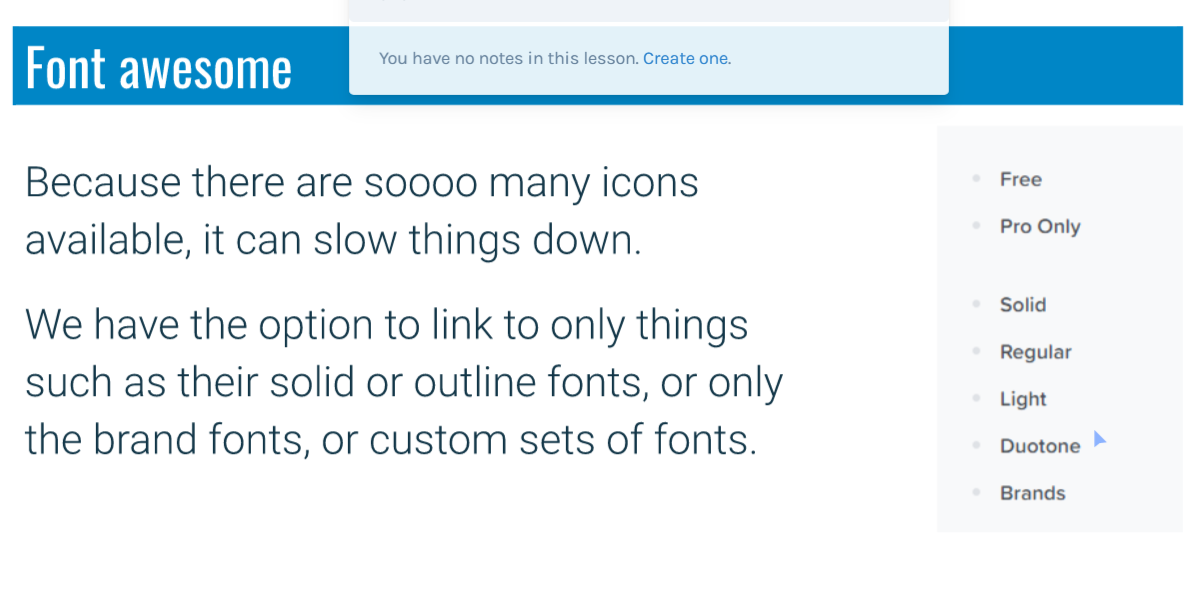 You have no notes in this lesson. Create one.
Font awesome
Because there are soooo many icons
available, it can slow things down.
We have the option to link to only things
such as their solid or outline fonts, or only
the brand fonts, or custom sets of fonts.
Free
Pro Only
Solid
Regular
Light
Duotone
Brands